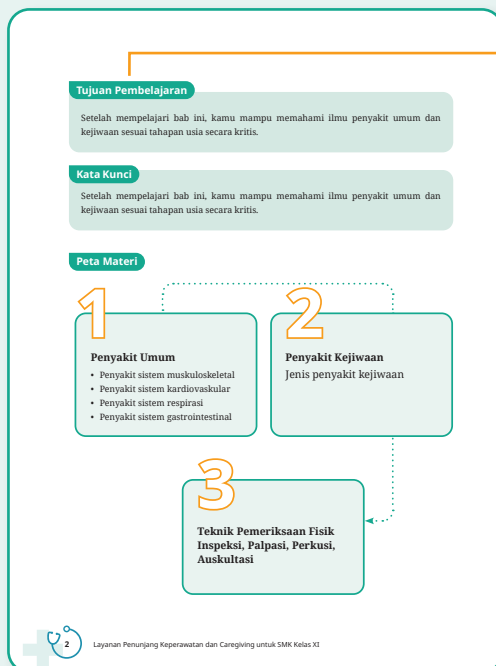 Tujuan Pembelajaran
Setelah mempelajari bab ini, kamu mampu memahami ilmu penyakit umum dan
kejiwaan sesuai tahapan usia secara kritis.
Kata Kunci
Setelah mempelajari bab ini, kamu mampu memahami ilmu penyakit umum dan
kejiwaan sesuai tahapan usia secara kritis.
Peta Materi
1
Penyakit Umum
• Penyakit sistem muskuloskeletal
• Penyakit sistem kardiovaskular
• Penyakit sistem respirasi
• Penyakit sistem gastrointestinal
2
Penyakit Kejiwaan
Jenis penyakit kejiwaan
3
Teknik Pemeriksaan Fisik
Inspeksi, Palpasi, Perkusi,
Auskultasi
2
Layanan Penunjang Keperawatan dan Caregiving untuk SMK Kelas XI